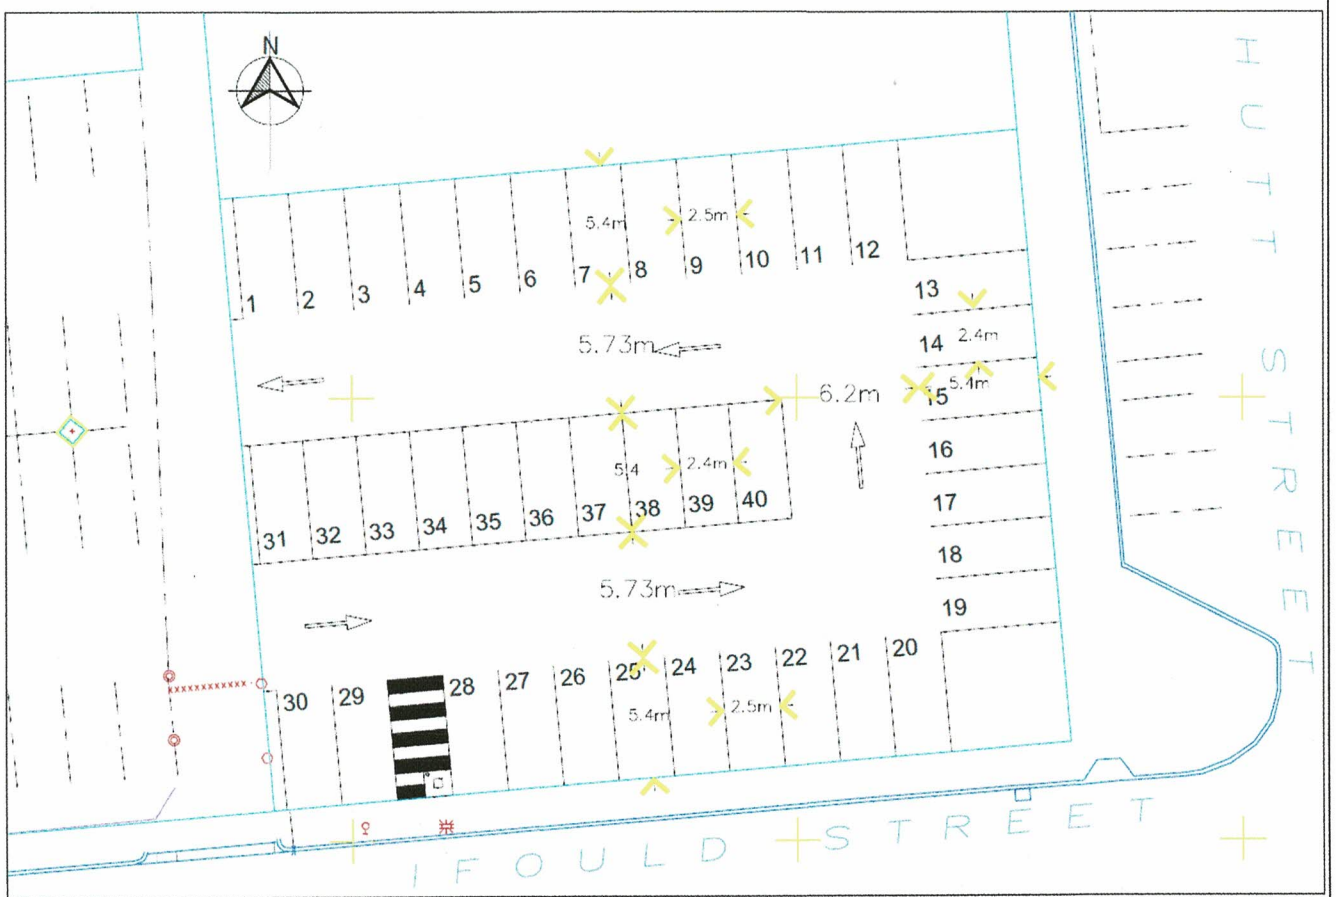 N
HUTT STREET
5.4m
2.5m
1 2 3 4 5 6 7 8 9 10 11 12
13
5.73m
14 2.4m
6.2m
15 5.4m
16
5.4 2.4m
17
31 32 33 34 35 36 37 38 39 40
18
5.73m
19
30 29 28 27 26 25 24 23 22 21 20
5.4m 2.5m
IFOULD STREET